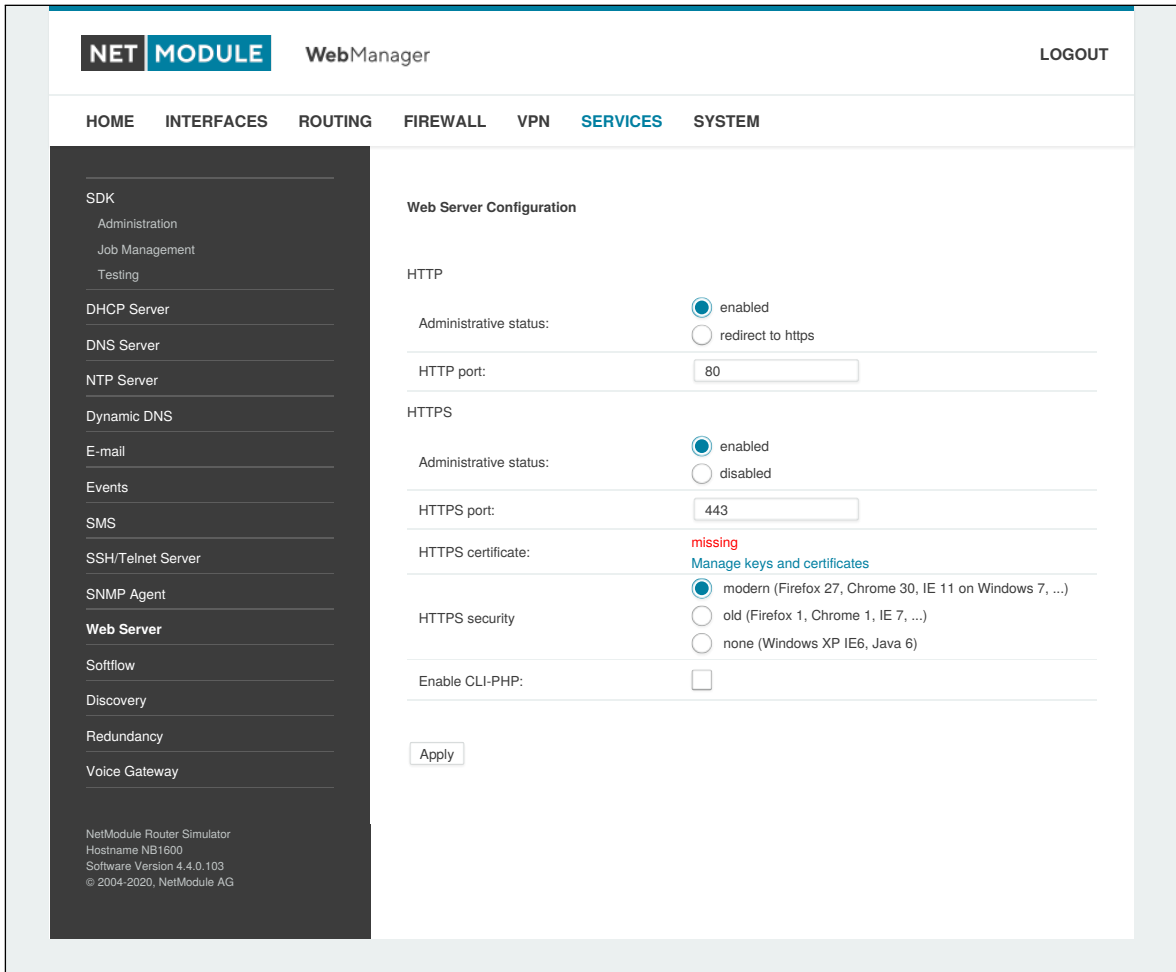 NET MODULE WebManager LOGOUT
HOME INTERFACES ROUTING FIREWALL VPN SERVICES SYSTEM
SDK
Administration
Job Management
Testing
DHCP Server
DNS Server
NTP Server
Dynamic DNS
E-mail
Events
SMS
SSH/Telnet Server
SNMP Agent
Web Server
Softflow
Discovery
Redundancy
Voice Gateway
NetModule Router Simulator
Hostname NB1600
Software Version 4.4.0.103
© 2004-2020, NetModule AG
Web Server Configuration
HTTP
Administrative status:
enabled
redirect to https
HTTP port: 80
HTTPS
Administrative status:
enabled
disabled
HTTPS port: 443
HTTPS certificate:
missing
Manage keys and certificates
HTTPS security
modern (Firefox 27, Chrome 30, IE 11 on Windows 7, ...)
old (Firefox 1, Chrome 1, IE 7, ...)
none (Windows XP IE6, Java 6)
Enable CLI-PHP:
Apply